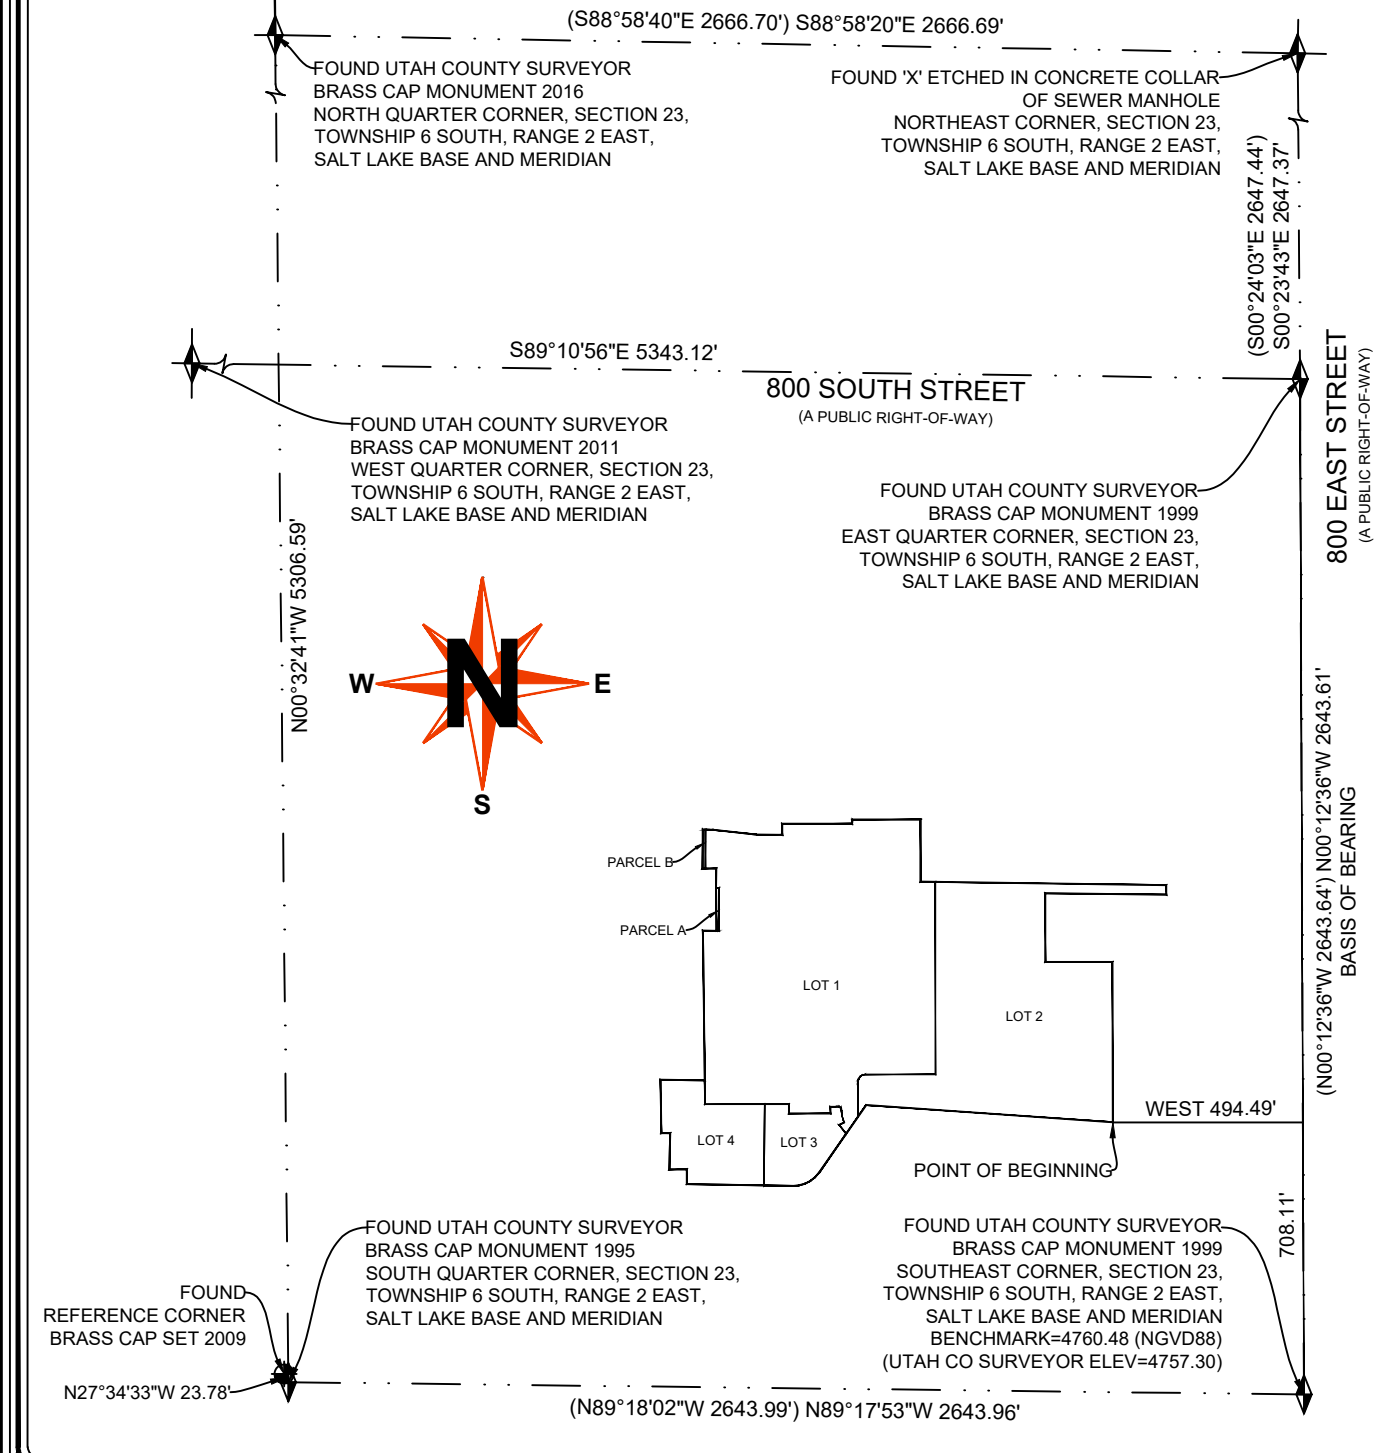 (S88°58'40"E 2666.70') S88°58'20"E 2666.69'
FOUND UTAH COUNTY SURVEYOR
BRASS CAP MONUMENT 2016
NORTH QUARTER CORNER, SECTION 23,
TOWNSHIP 6 SOUTH, RANGE 2 EAST,
SALT LAKE BASE AND MERIDIAN
FOUND 'X' ETCHED IN CONCRETE COLLAR
OF SEWER MANHOLE
NORTHEAST CORNER, SECTION 23,
TOWNSHIP 6 SOUTH, RANGE 2 EAST,
SALT LAKE BASE AND MERIDIAN
(S00°24'03"E 2647.44')
S00°23'43"E 2647.37'
S89°10'56"E 5343.12'
800 SOUTH STREET
(A PUBLIC RIGHT-OF-WAY)
800 EAST STREET
(A PUBLIC RIGHT-OF-WAY)
FOUND UTAH COUNTY SURVEYOR
BRASS CAP MONUMENT 2011
WEST QUARTER CORNER, SECTION 23,
TOWNSHIP 6 SOUTH, RANGE 2 EAST,
SALT LAKE BASE AND MERIDIAN
FOUND UTAH COUNTY SURVEYOR
BRASS CAP MONUMENT 1999
EAST QUARTER CORNER, SECTION 23,
TOWNSHIP 6 SOUTH, RANGE 2 EAST,
SALT LAKE BASE AND MERIDIAN
N00°32'41"W 5306.59'
N
W
E
S
(N00°12'36"W 2643.64') N00°12'36"W 2643.61'
BASIS OF BEARING
PARCEL B
PARCEL A
LOT 1
LOT 2
LOT 4
LOT 3
WEST 494.49'
POINT OF BEGINNING
708.11'
FOUND UTAH COUNTY SURVEYOR
BRASS CAP MONUMENT 1995
SOUTH QUARTER CORNER, SECTION 23,
TOWNSHIP 6 SOUTH, RANGE 2 EAST,
SALT LAKE BASE AND MERIDIAN
FOUND UTAH COUNTY SURVEYOR
BRASS CAP MONUMENT 1999
SOUTHEAST CORNER, SECTION 23,
TOWNSHIP 6 SOUTH, RANGE 2 EAST,
SALT LAKE BASE AND MERIDIAN
BENCHMARK=4760.48 (NGVD88)
(UTAH CO SURVEYOR ELEV=4757.30)
FOUND
REFERENCE CORNER
BRASS CAP SET 2009
N27°34'33"W 23.78'
(N89°18'02"W 2643.99') N89°17'53"W 2643.96'